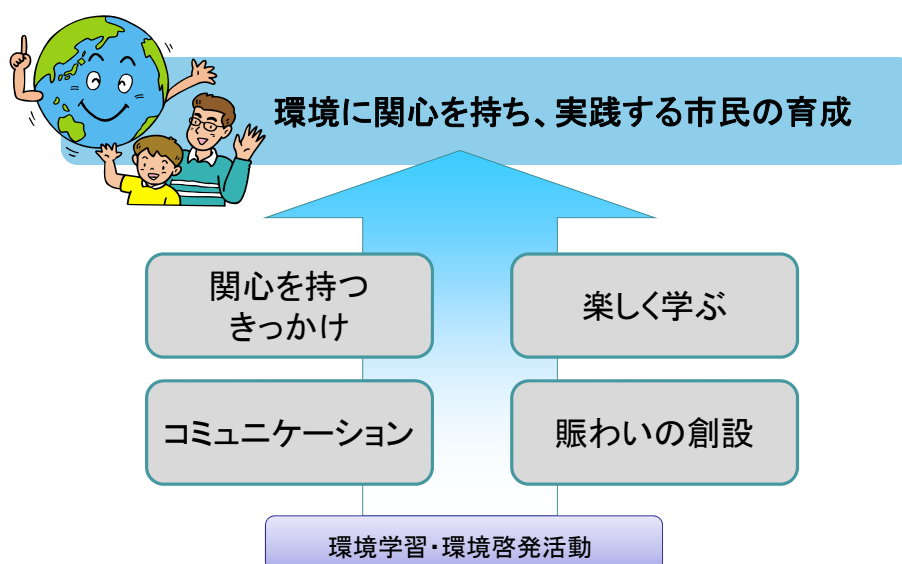 環境に関心を持ち、実践する市民の育成
関心を持つ
きっかけ
楽しく学ぶ
コミュニケーション
賑わいの創設
環境学習・環境啓発活動